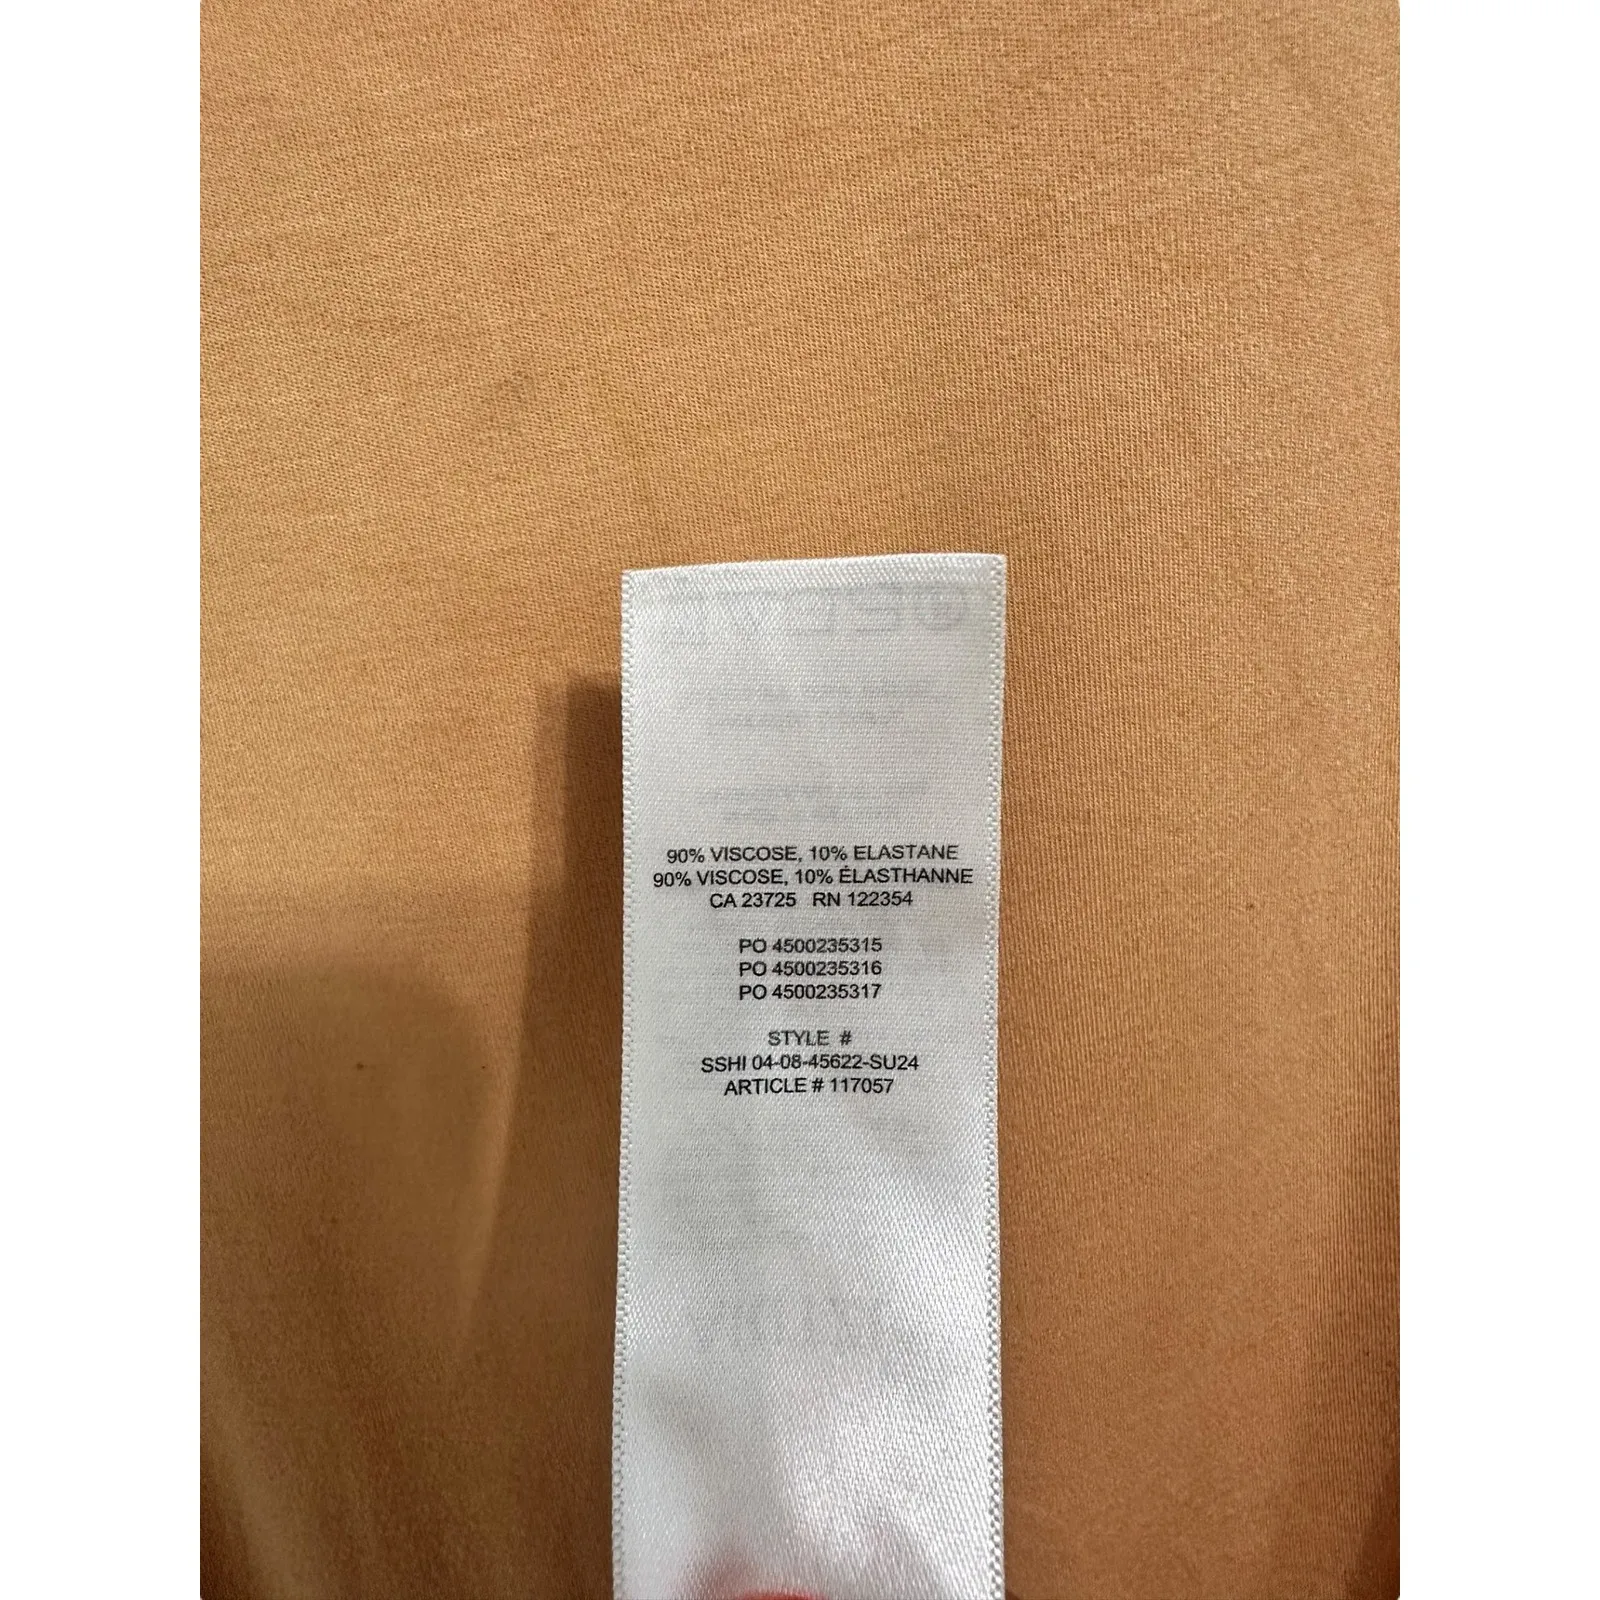 90% VISCOSE, 10% ELASTANE
90% VISCOSE, 10% ÉLASTHANNE
CA 23725 RN 122354
PO 4500235315
PO 4500235316
PO 4500235317
STYLE #
SSHI 04-08-45622-SU24
ARTICLE # 117057